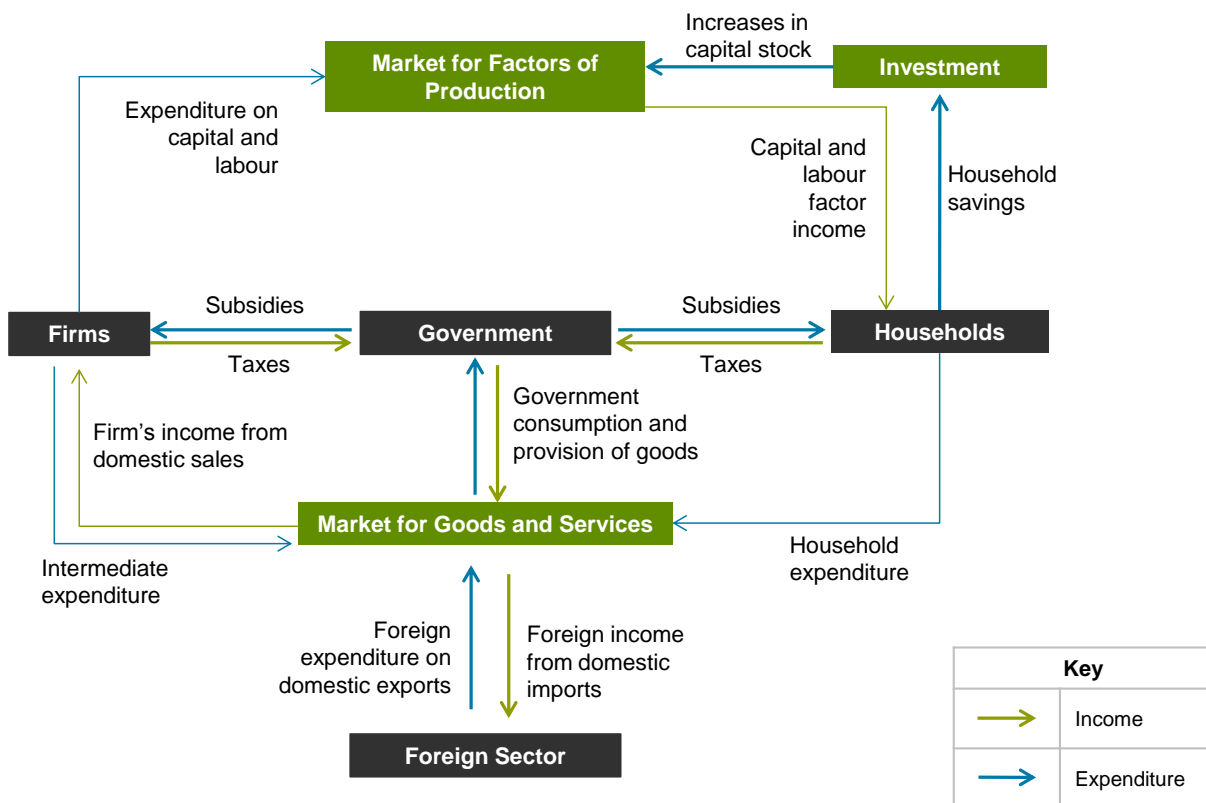 Increases in
capital stock
Market for Factors of
Production
Investment
Expenditure on
capital and
labour
Capital and
labour
factor
income
Household
savings
Subsidies
Subsidies
Firms
Government
Households
Taxes
Taxes
Government
consumption and
provision of goods
Firm's income from
domestic sales
Market for Goods and Services
Intermediate
expenditure
Household
expenditure
Foreign
expenditure on
domestic exports
Foreign income
from domestic
imports
Foreign Sector
Key
Income
Expenditure